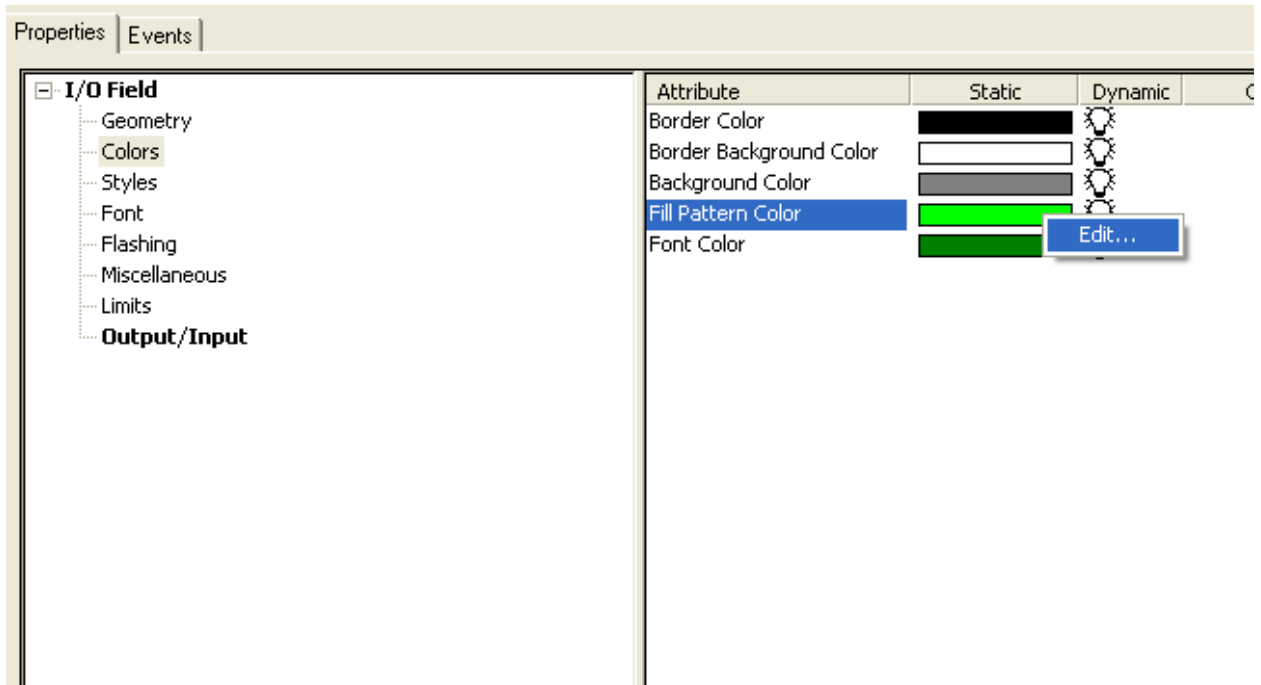 Properties Events
I/O Field
Geometry
Colors
Styles
Font
Flashing
Miscellaneous
Limits
Output/Input
Attribute Static Dynamic
Border Color
Border Background Color
Background Color
Fill Pattern Color
Edit...
Font Color